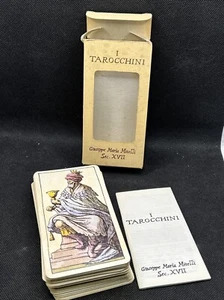 I
TAROCCHINI
Giuseppe Maria Mitelli
Sec. XVII
I
TAROCCHINI
Giuseppe Maria Mitelli
Sec. XVII